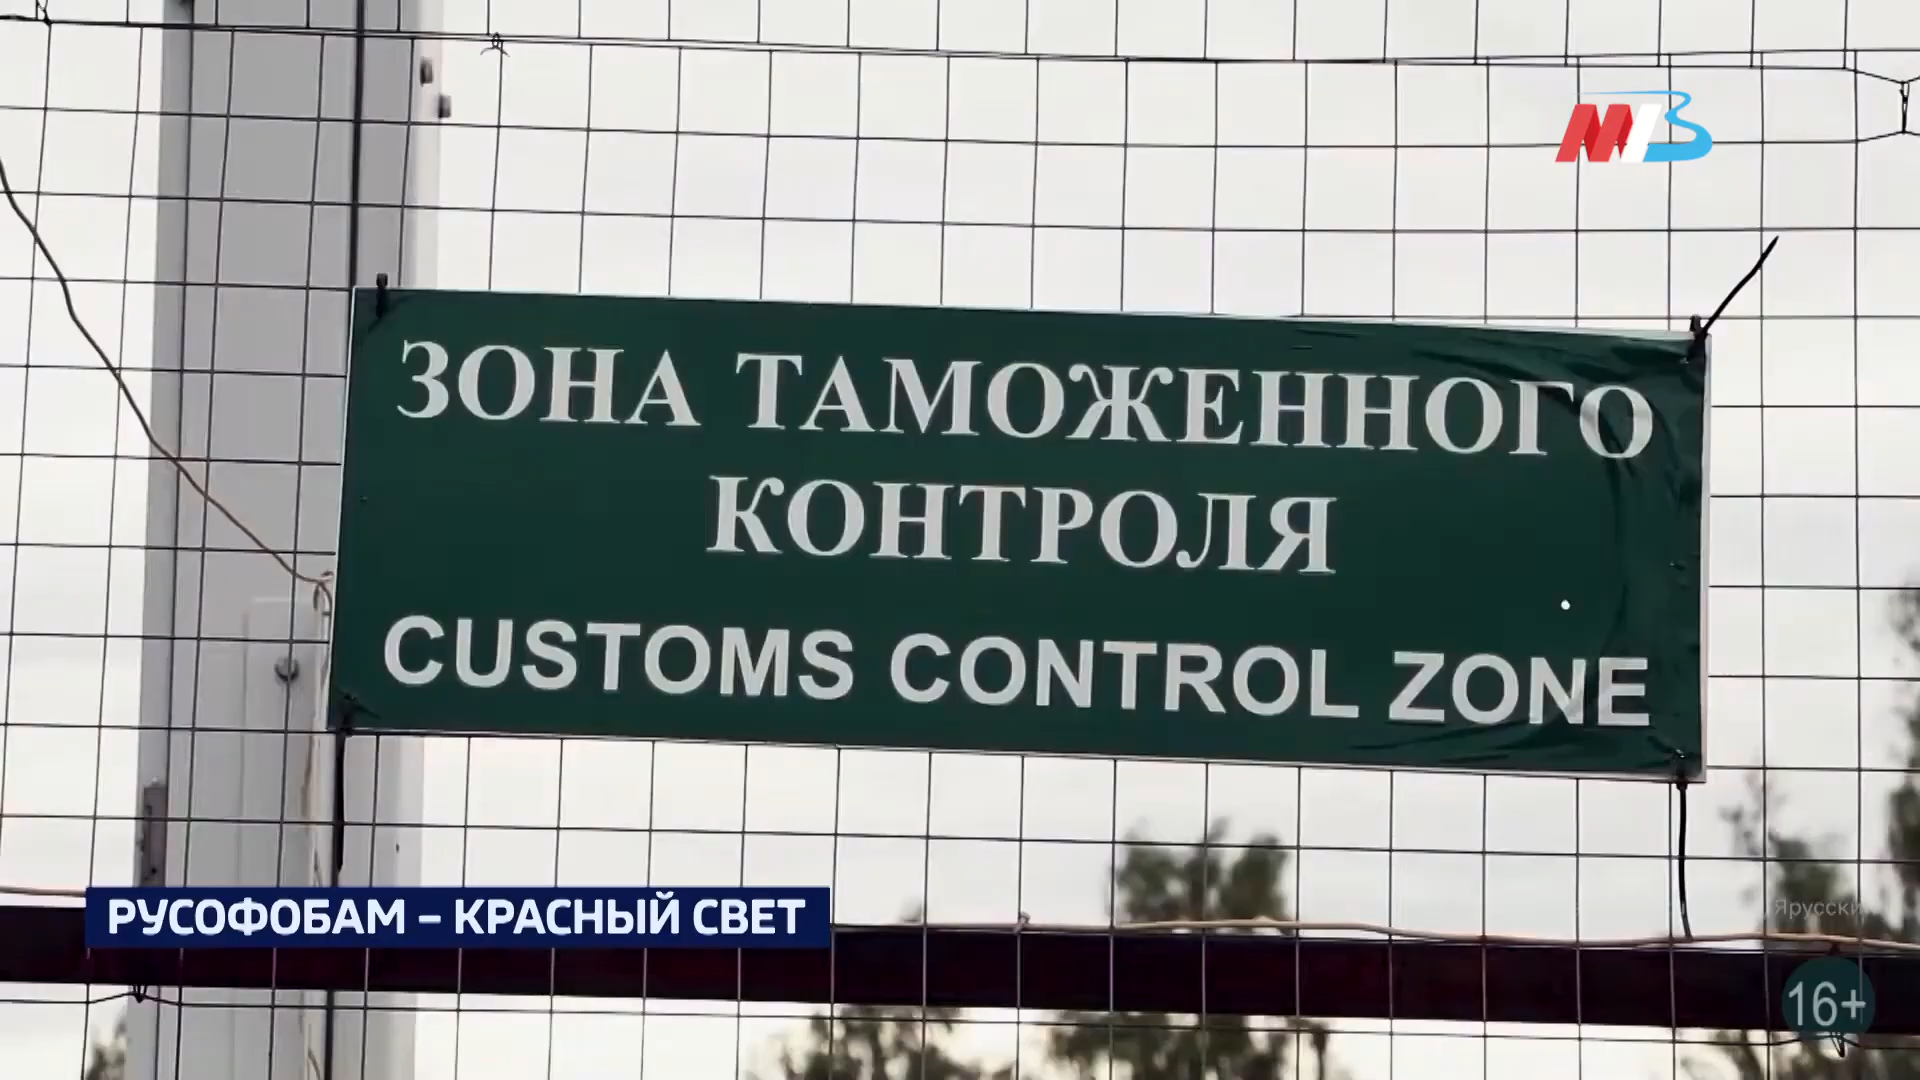 ЗОНА ТАМОЖЕННОГО
КОНТРОЛЯ
CUSTOMS CONTROL ZONE
РУСОФОБАМ – КРАСНЫЙ СВЕТ
16+